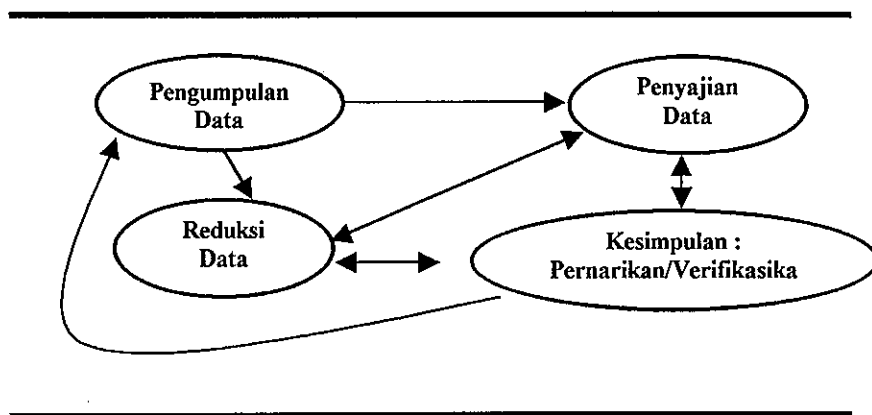 Pengumpulan
Data
Penyajian
Data
Reduksi
Data
Kesimpulan :
Pernarikan/Verifikasika